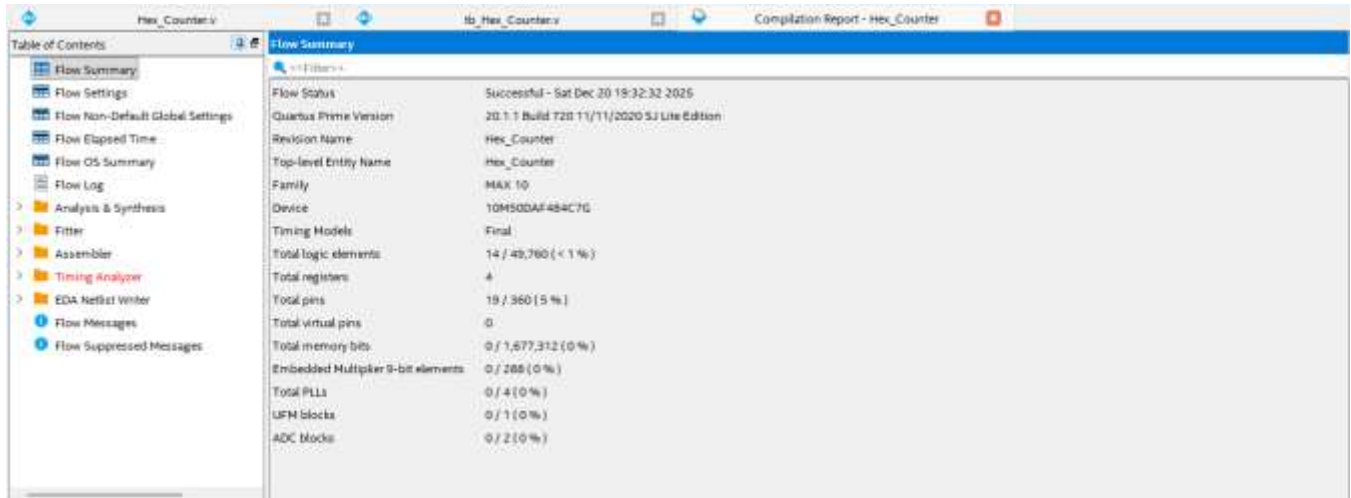 Hex_Counter.v
tb_Hex_Counter.v
Compilation Report - Hex_Counter
Table of Contents
Flow Summary
Flow Settings
Flow Non-Default Global Settings
Flow Elapsed Time
Flow OS Summary
Flow Log
Analysis & Synthesis
Fitter
Assembler
Timing Analyzer
EDA Netlist Writer
Flow Messages
Flow Suppressed Messages
Flow Summary
<<Filter>>
Flow Status Successful - Sat Dec 20 19:32:32 2025
Quartus Prime Version 20.1.1 Build 720 11/11/2020 SJ Lite Edition
Revision Name Hex_Counter
Top-level Entity Name Hex_Counter
Family MAX 10
Device 10M50DAF484C7G
Timing Models Final
Total logic elements 14 / 49,760 ( < 1 % )
Total registers 4
Total pins 19 / 360 ( 5 % )
Total virtual pins 0
Total memory bits 0 / 1,677,312 ( 0 % )
Embedded Multiplier 9-bit elements 0 / 288 ( 0 % )
Total PLLs 0 / 4 ( 0 % )
UFM blocks 0 / 1 ( 0 % )
ADC blocks 0 / 2 ( 0 % )